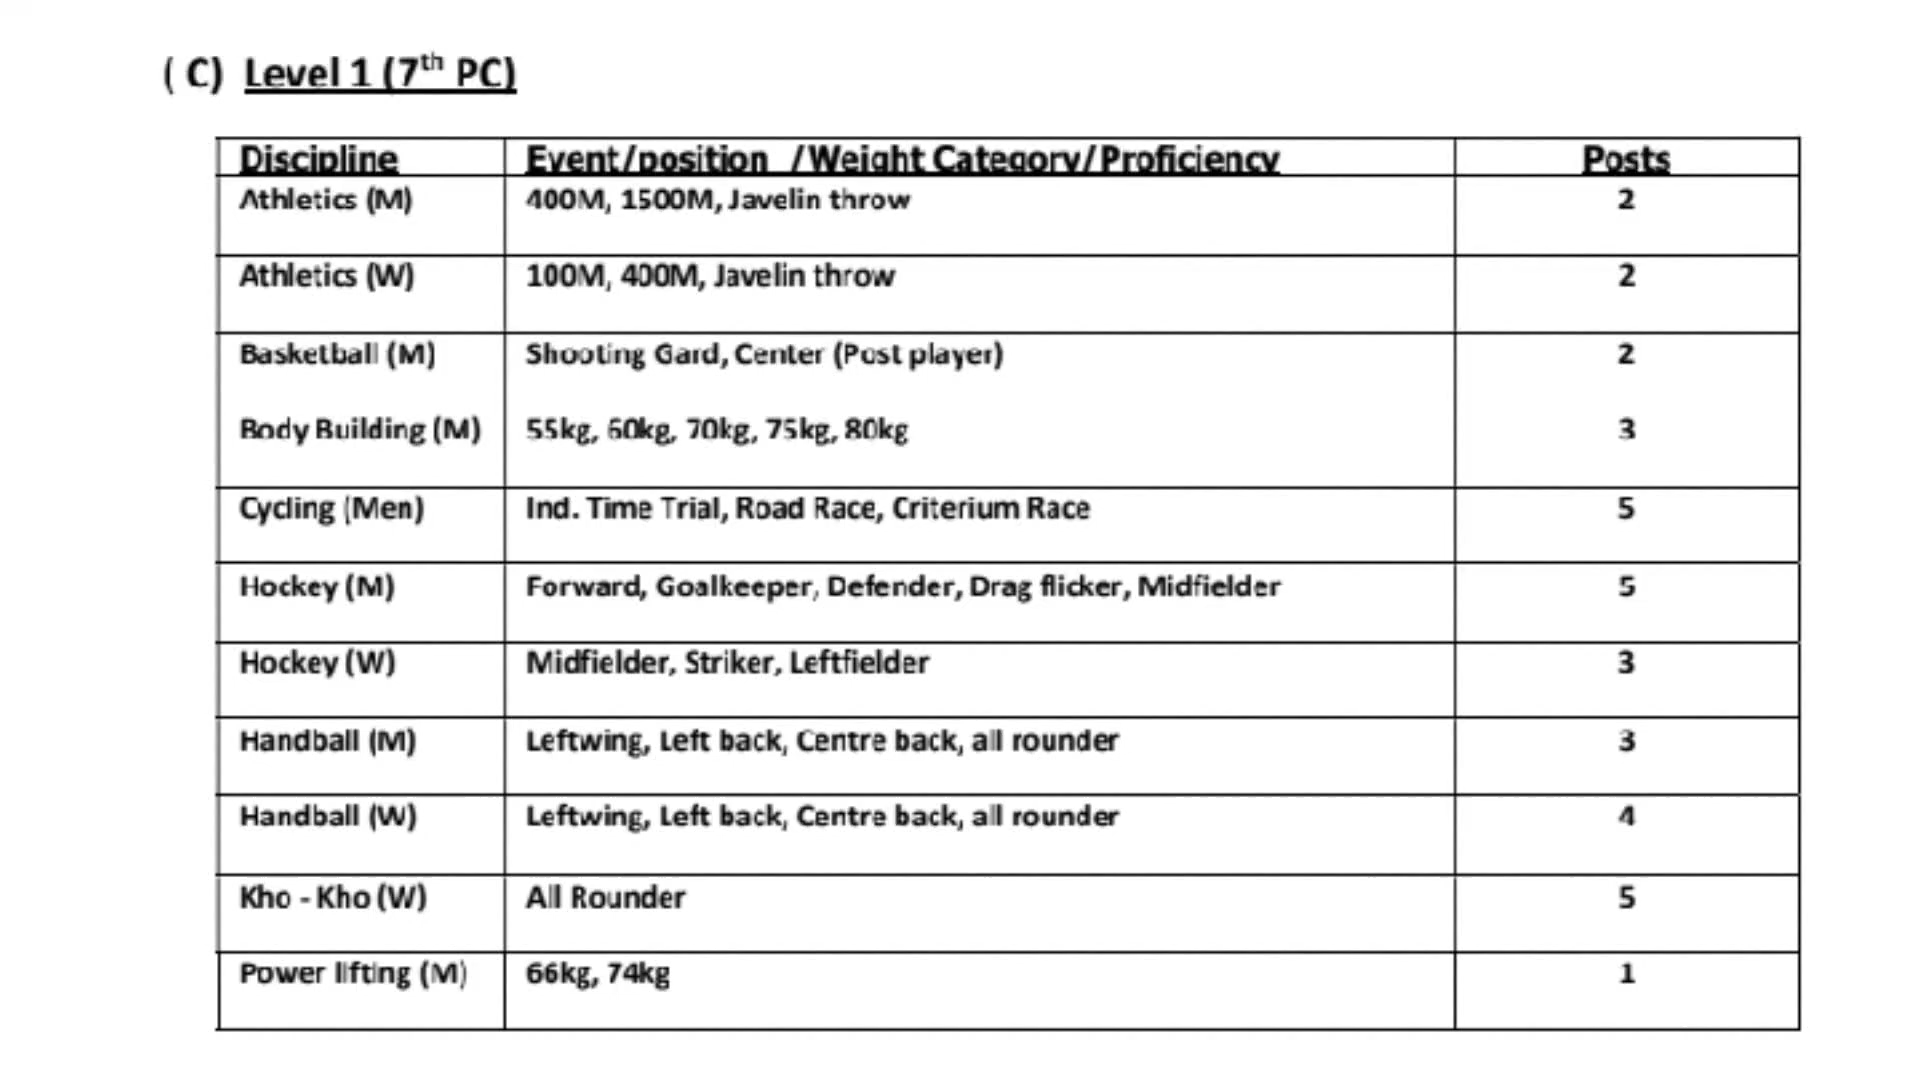 ( C) Level 1 (7th PC)
Discipline Event/position /Weight Category/Proficiency Posts
Athletics (M) 400M, 1500M, Javelin throw 2
Athletics (W) 100M, 400M, Javelin throw 2
Basketball (M) Shooting Gard, Center (Post player) 2
Body Building (M) 55kg, 60kg, 70kg, 75kg, 80kg 3
Cycling (Men) Ind. Time Trial, Road Race, Criterium Race 5
Hockey (M) Forward, Goalkeeper, Defender, Drag flicker, Midfielder 5
Hockey (W) Midfielder, Striker, Leftfielder 3
Handball (M) Leftwing, Left back, Centre back, all rounder 3
Handball (W) Leftwing, Left back, Centre back, all rounder 4
Kho - Kho (W) All Rounder 5
Power lifting (M) 66kg, 74kg 1